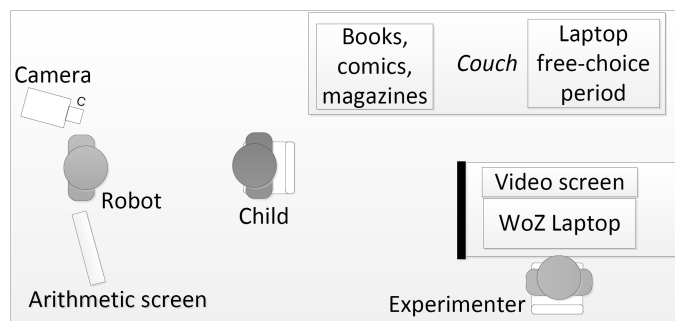 Camera
C
Robot
Arithmetic screen
Child
Books,
comics,
magazines
Couch
Laptop
free-choice
period
Video screen
WoZ Laptop
Experimenter